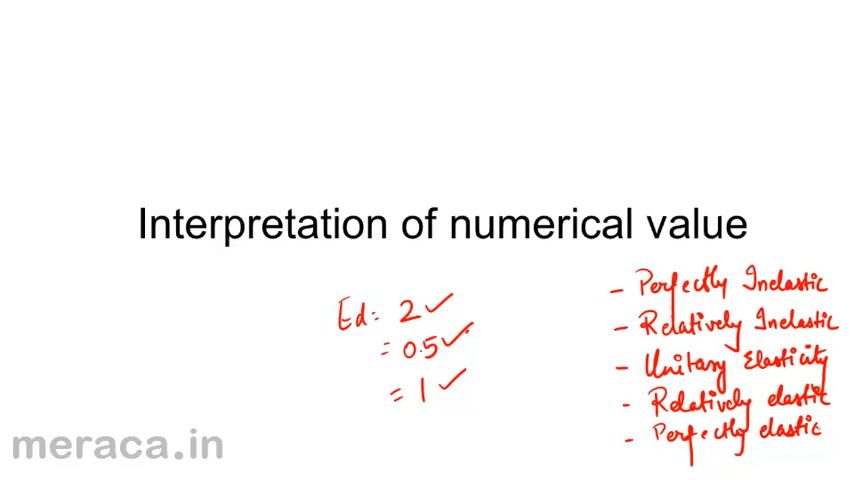 Interpretation of numerical value
Ed = 2 ✓
= 0.5 ✓
= 1 ✓
- Perfectly Inelastic
- Relatively Inelastic
- Unitary Elasticity
- Relatively elastic
- Perfectly elastic
meraca.in